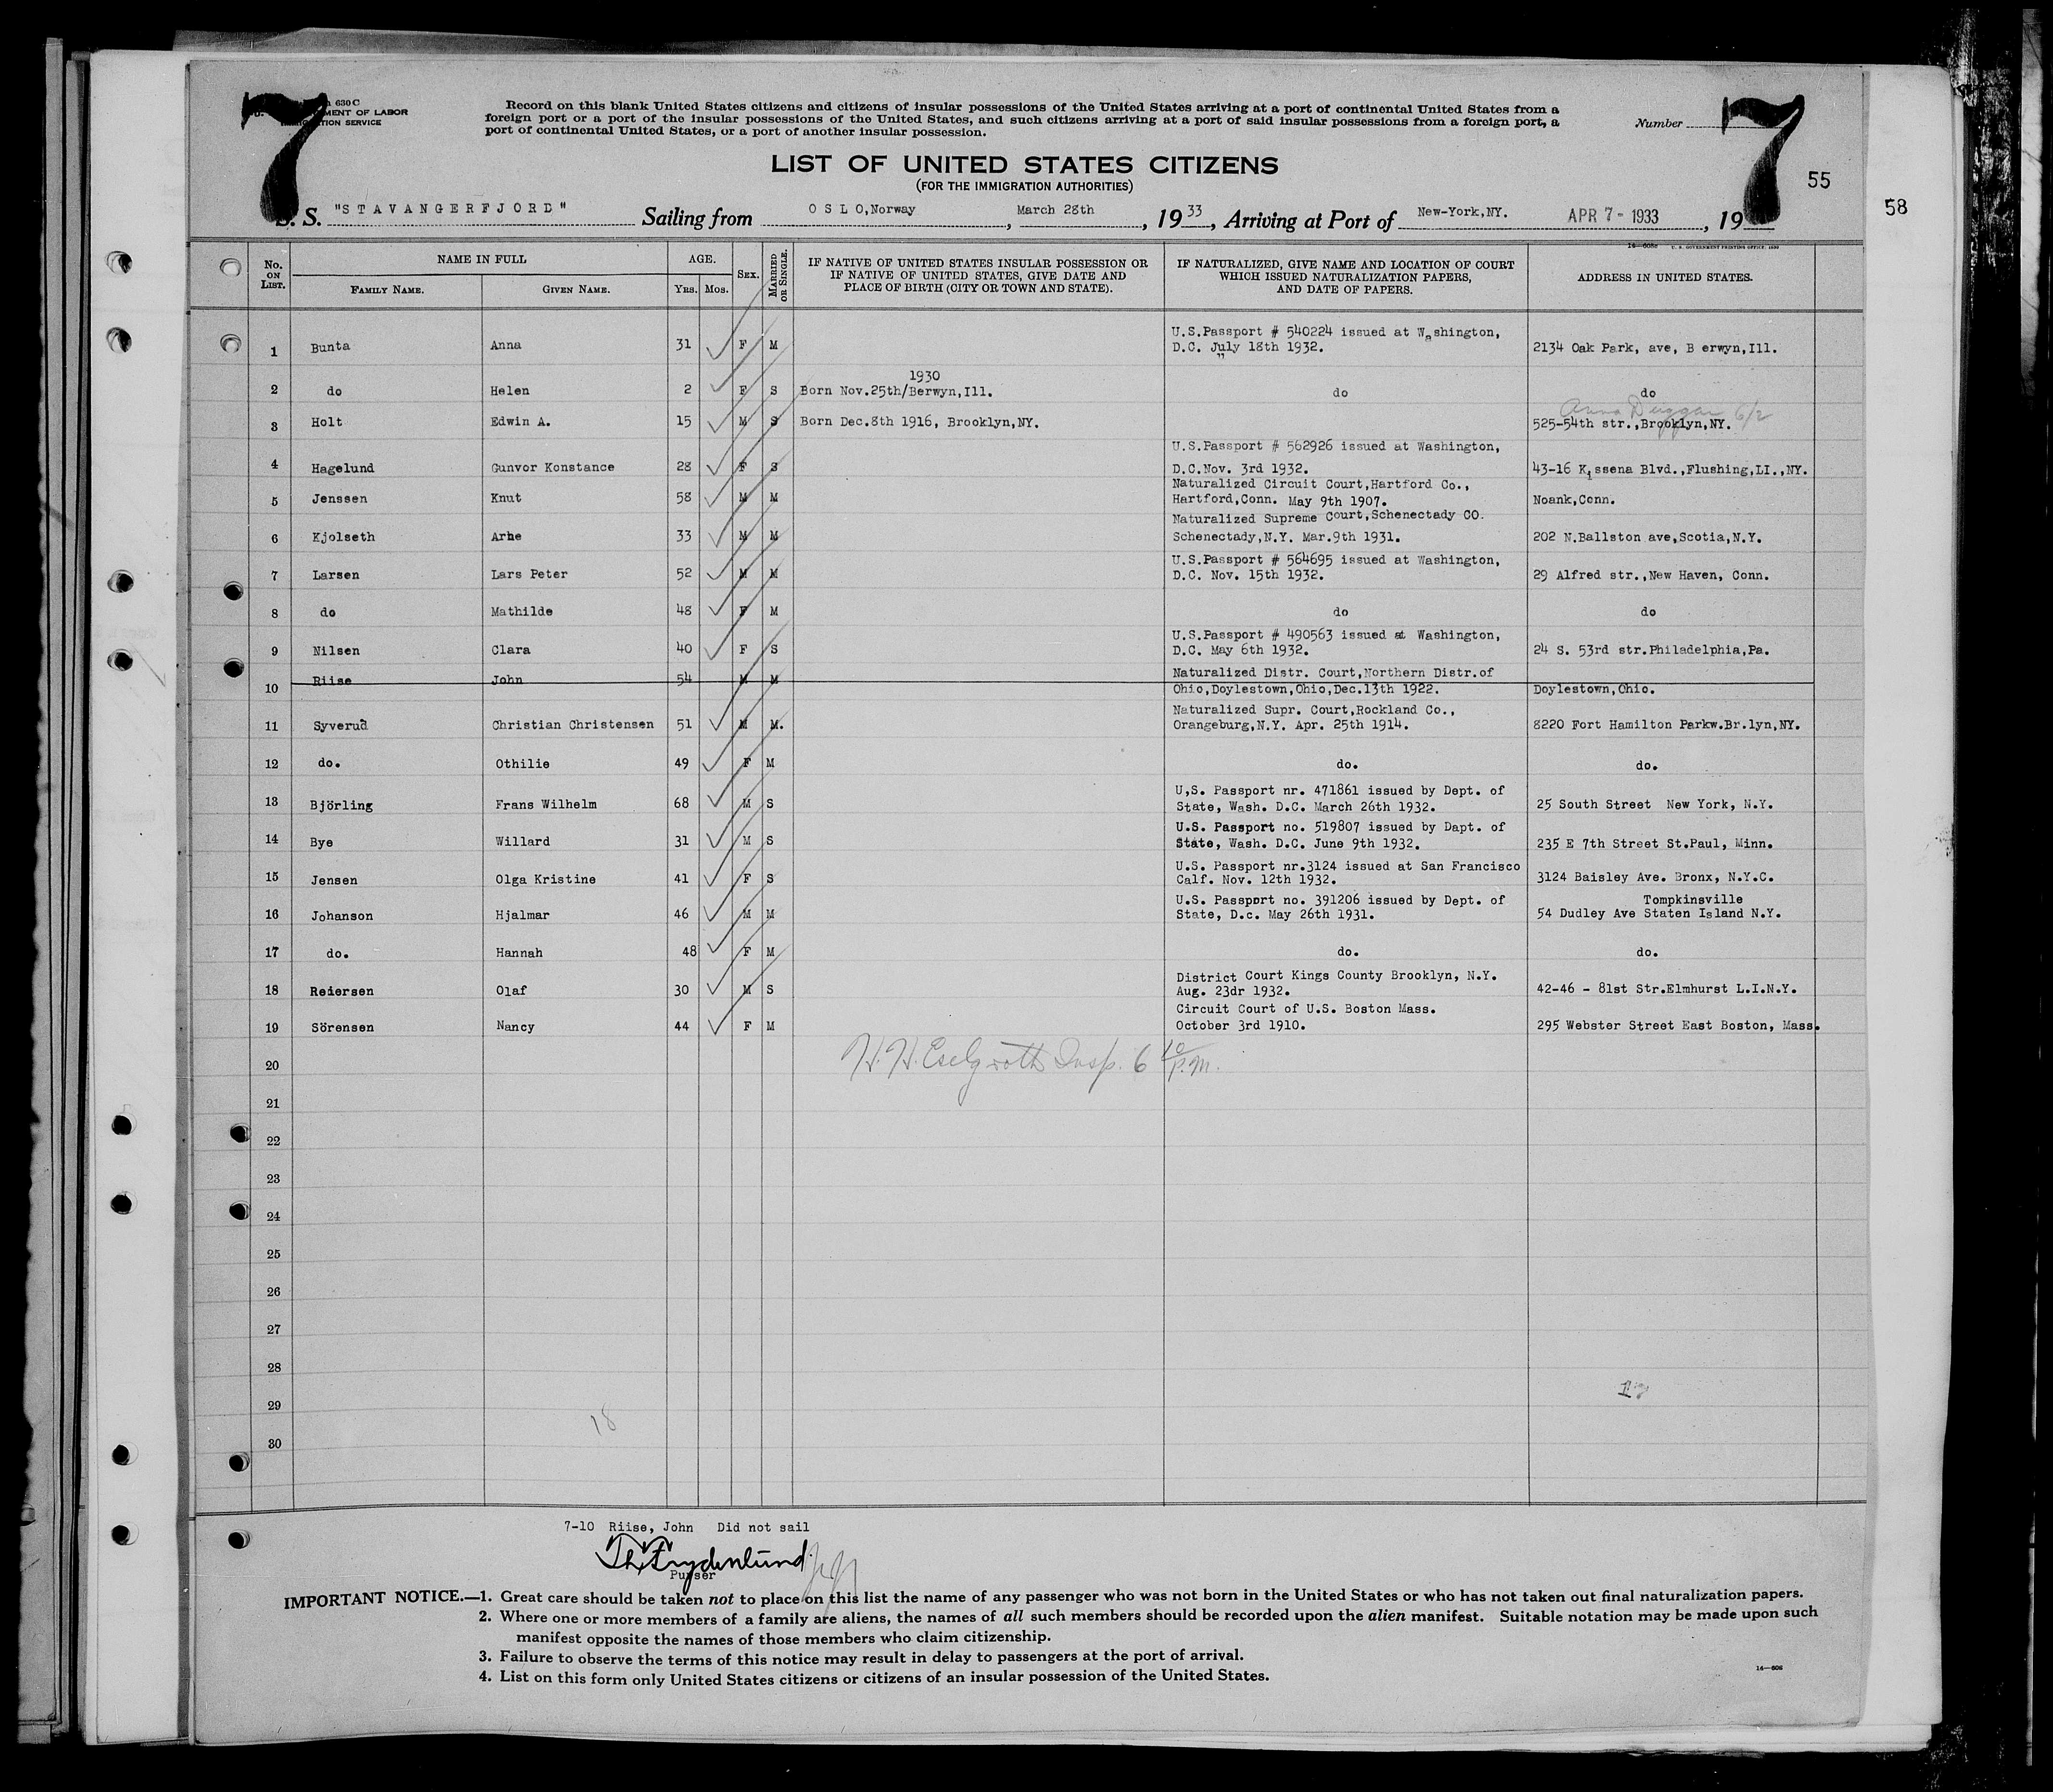 7
630 C
MENT OF LABOR
TION SERVICE
Record on this blank United States citizens and citizens of insular possessions of the United States arriving at a port of continental United States from a
foreign port or a port of the insular possessions of the United States, and such citizens arriving at a port of said insular possessions from a foreign port, a
port of continental United States, or a port of another insular possession.
Number
7
LIST OF UNITED STATES CITIZENS
(FOR THE IMMIGRATION AUTHORITIES)
55
58
S. S. "STAVANGERFJORD" Sailing from OSLO,Norway, March 28th, 1933, Arriving at Port of New-York,NY. APR 7 - 1933, 19
16—608c U. S. GOVERNMENT PRINTING OFFICE: 1930
No. ON LIST. NAME IN FULL AGE. SEX. MARRIED OR SINGLE. IF NATIVE OF UNITED STATES INSULAR POSSESSION OR IF NATIVE OF UNITED STATES, GIVE DATE AND PLACE OF BIRTH (CITY OR TOWN AND STATE). IF NATURALIZED, GIVE NAME AND LOCATION OF COURT WHICH ISSUED NATURALIZATION PAPERS, AND DATE OF PAPERS. ADDRESS IN UNITED STATES.
FAMILY NAME. GIVEN NAME. YRS. MOS.
U.S.Passport # 540224 issued at Washington,
1 Bunta Anna 31 F M D.C. July 18th 1932. 2134 Oak Park, ave, B erwyn,Ill.
1930
2 do Helen 2 F S Born Nov.25th/Berwyn,Ill. do do
Anna Duggan 6/2
3 Holt Edwin A. 15 M S Born Dec.8th 1916, Brooklyn,NY. 525-54th str.,Brooklyn,NY.
U.S.Passport # 562926 issued at Washington,
4 Hagelund Gunvor Konstance 28 F S D.C.Nov. 3rd 1932. 43-16 Kissena Blvd.,Flushing,LI.,NY.
Naturalized Circuit Court,Hartford Co.,
5 Jenssen Knut 58 M M Hartford,Conn. May 9th 1907. Noank,Conn.
Naturalized Supreme Court,Schenectady CO.
6 Kjolseth Arne 33 M M Schenectady,N.Y. Mar.9th 1931. 202 N.Ballston ave,Scotia,N.Y.
U.S.Passport # 564695 issued at Washington,
7 Larsen Lars Peter 52 M M D.C. Nov. 15th 1932. 29 Alfred str.,New Haven, Conn.
8 do Mathilde 48 F M do do
U.S.Passport # 490563 issued at Washington,
9 Nilsen Clara 40 F S D.C. May 6th 1932. 24 S. 53rd str.Philadelphia,Pa.
Naturalized Distr. Court,Northern Distr.of
10 Riise John 54 M M Ohio,Doylestown,Ohio,Dec.13th 1922. Doylestown,Ohio.
Naturalized Supr. Court,Rockland Co.,
11 Syverud Christian Christensen 51 M M. Orangeburg,N.Y. Apr. 25th 1914. 8220 Fort Hamilton Parkw.Br.lyn,NY.
12 do. Othilie 49 F M do. do.
U,S. Passport nr. 471861 issued by Dept. of
13 Björling Frans Wilhelm 68 M S State, Wash. D.C. March 26th 1932. 25 South Street New York, N.Y.
U.S. Passport no. 519807 issued by Dapt. of
14 Bye Willard 31 M S State, Wash. D.C. June 9th 1932. 235 E 7th Street St.Paul, Minn.
U.S. Passport nr.3124 issued at San Francisco
15 Jensen Olga Kristine 41 F S Calf. Nov. 12th 1932. 3124 Baisley Ave. Bronx, N.Y.C.
U.S. Passport no. 391206 issued by Dept. of Tompkinsville
16 Johanson Hjalmar 46 M M State, D.c. May 26th 1931. 54 Dudley Ave Staten Island N.Y.
17 do. Hannah 48 F M do. do.
District Court Kings County Brooklyn, N.Y.
18 Reiersen Olaf 30 M S Aug. 23dr 1932. 42-46 - 81st Str.Elmhurst L.I.N.Y.
Circuit Court of U.S. Boston Mass.
19 Sörensen Nancy 44 F M October 3rd 1910. 295 Webster Street East Boston, Mass.
20 Insp. 6 10 P.M.
21
22
23
24
25
26
27
28
29
18
30
7-10 Riise, John Did not sail
Purser
IMPORTANT NOTICE.—1. Great care should be taken not to place on this list the name of any passenger who was not born in the United States or who has not taken out final naturalization papers.
2. Where one or more members of a family are aliens, the names of all such members should be recorded upon the alien manifest. Suitable notation may be made upon such
manifest opposite the names of those members who claim citizenship.
3. Failure to observe the terms of this notice may result in delay to passengers at the port of arrival.
4. List on this form only United States citizens or citizens of an insular possession of the United States.
16—608